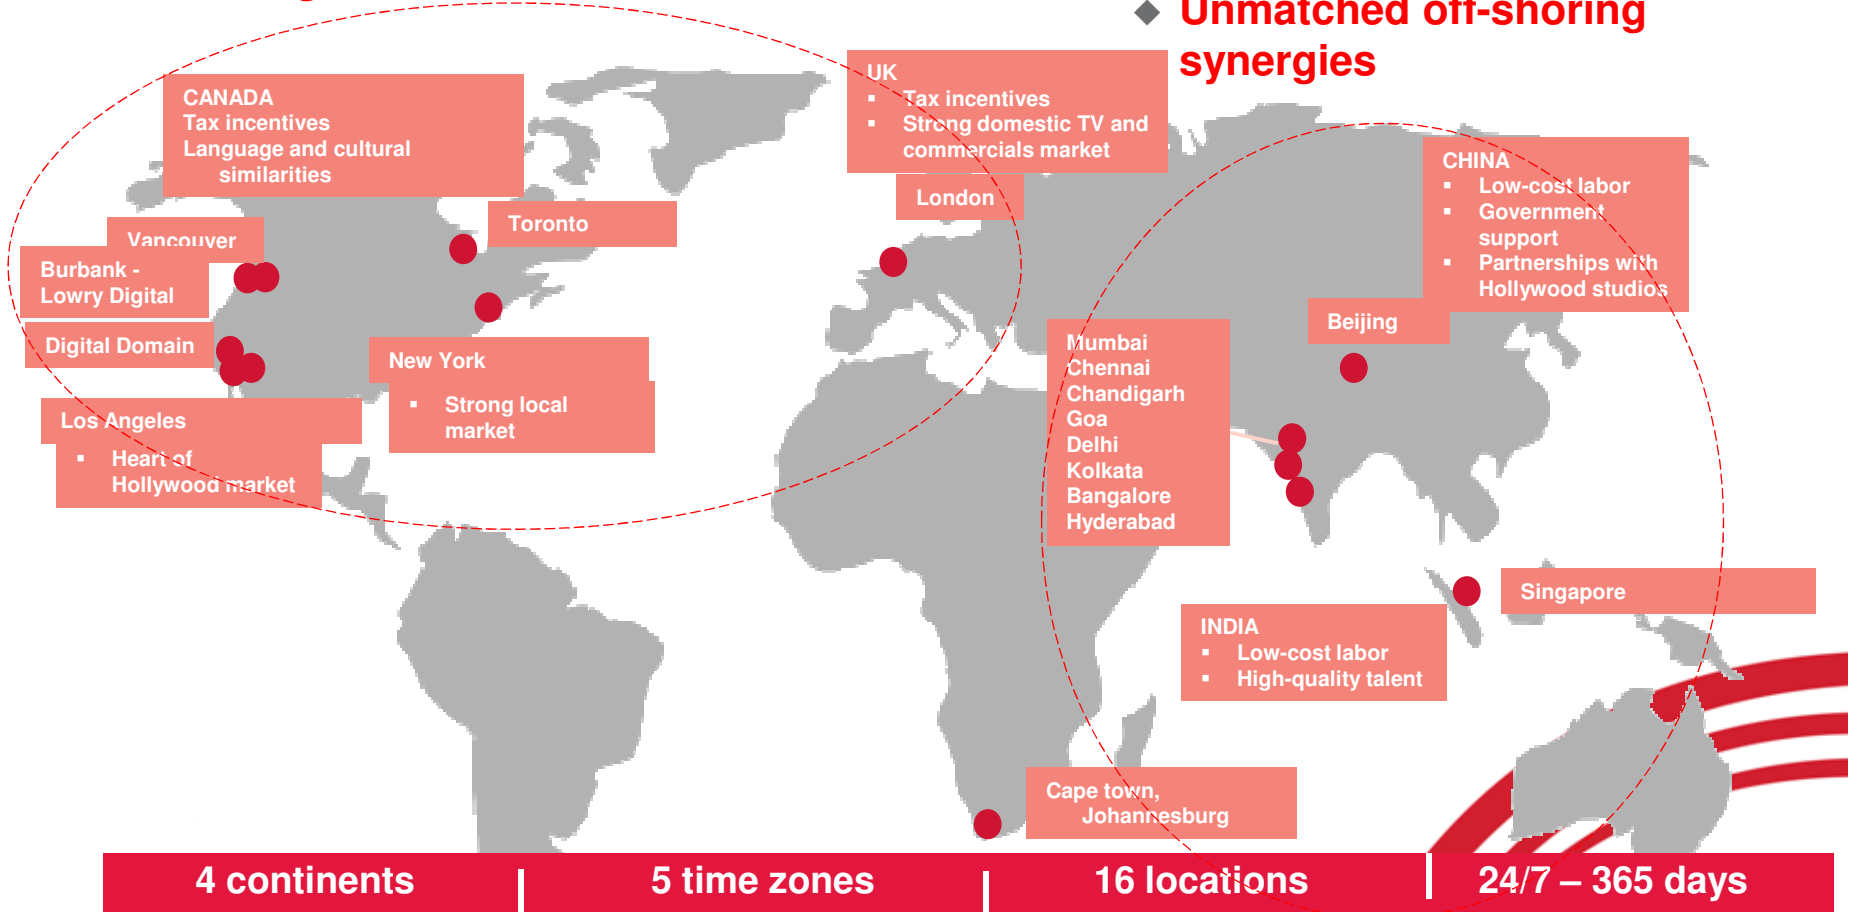 Unmatched off-shoring
synergies
CANADA
Tax incentives
Language and cultural
similarities
UK
Tax incentives
Strong domestic TV and
commercials market
London
CHINA
Low-cost labor
Government
support
Partnerships with
Hollywood studios
Toronto
Vancouver
Burbank -
Lowry Digital
Digital Domain
New York
Strong local
market
Los Angeles
Heart of
Hollywood market
Beijing
Mumbai
Chennai
Chandigarh
Goa
Delhi
Kolkata
Bangalore
Hyderabad
Singapore
INDIA
Low-cost labor
High-quality talent
Cape town,
Johannesburg
4 continents
5 time zones
16 locations
24/7 – 365 days